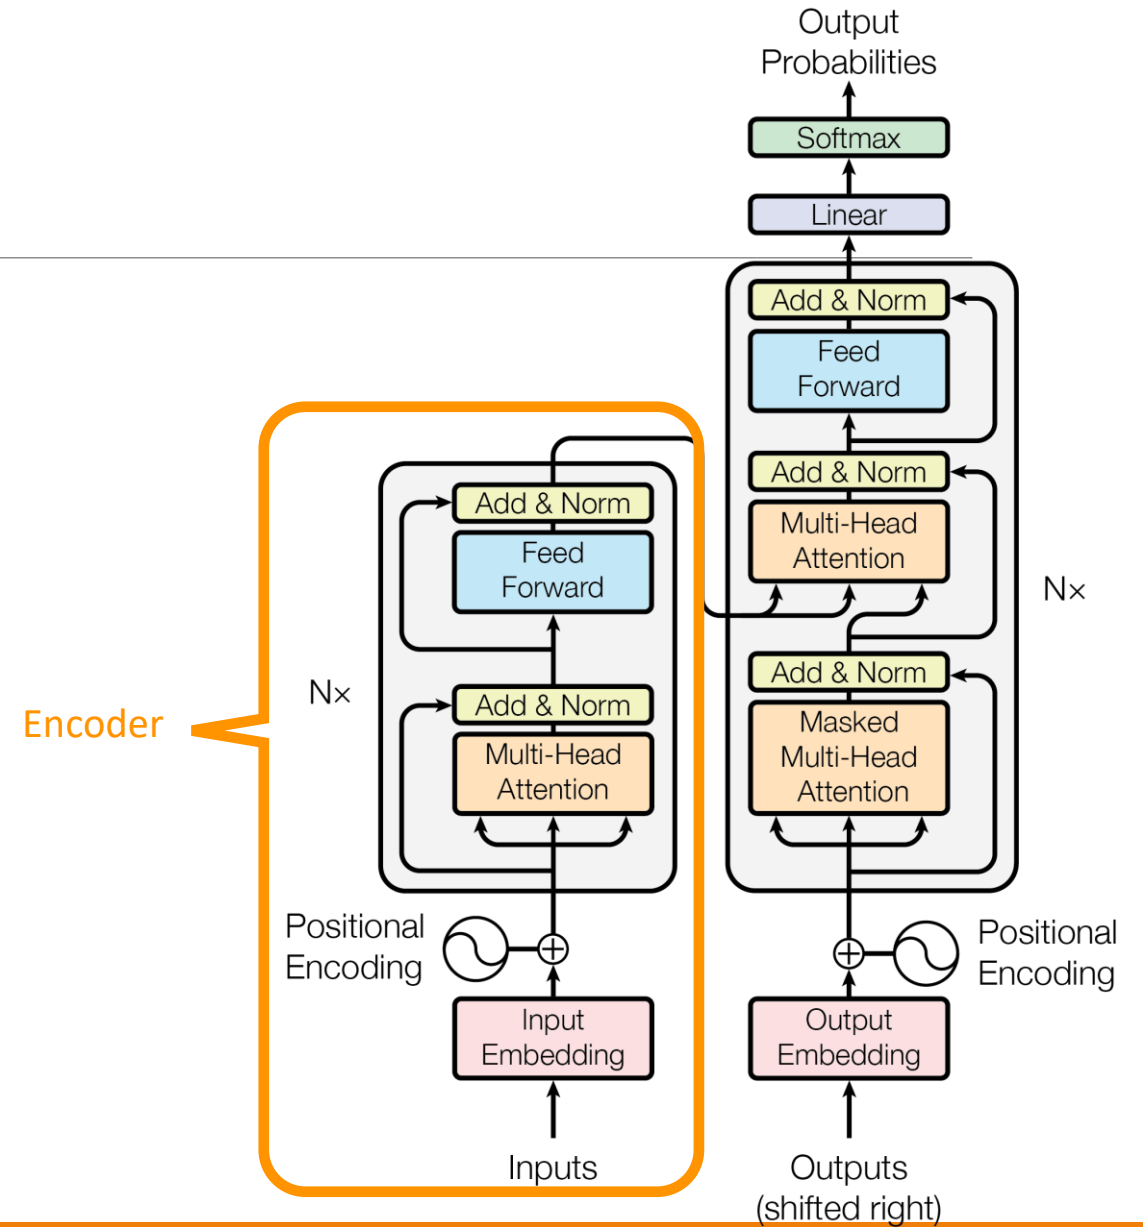 Output
Probabilities
Softmax
Linear
Add & Norm
Feed
Forward
Add & Norm
Multi-Head
Attention
Nx
Add & Norm
Masked
Multi-Head
Attention
Positional
Encoding
Output
Embedding
Outputs
(shifted right)
Encoder
Add & Norm
Feed
Forward
Nx
Add & Norm
Multi-Head
Attention
Positional
Encoding
Input
Embedding
Inputs